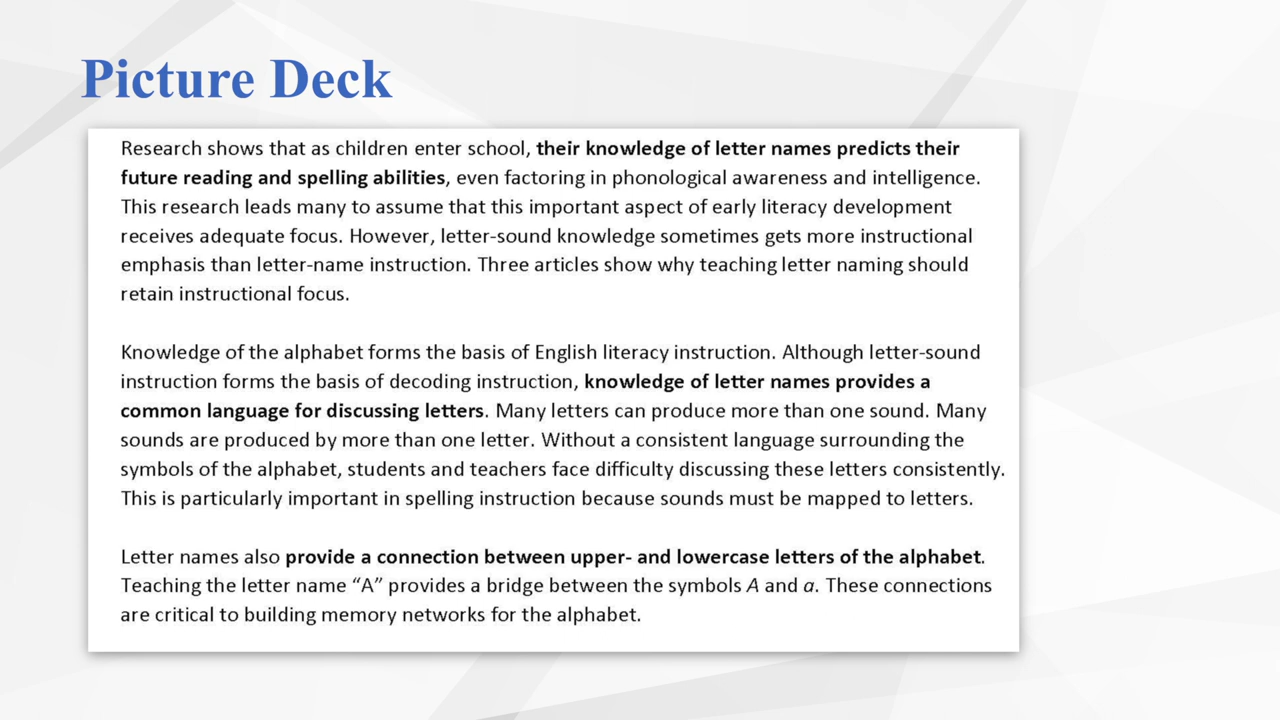 Picture Deck
Research shows that as children enter school, their knowledge of letter names predicts their
future reading and spelling abilities, even factoring in phonological awareness and intelligence.
This research leads many to assume that this important aspect of early literacy development
receives adequate focus. However, letter-sound knowledge sometimes gets more instructional
emphasis than letter-name instruction. Three articles show why teaching letter naming should
retain instructional focus.
Knowledge of the alphabet forms the basis of English literacy instruction. Although letter-sound
instruction forms the basis of decoding instruction, knowledge of letter names provides a
common language for discussing letters. Many letters can produce more than one sound. Many
sounds are produced by more than one letter. Without a consistent language surrounding the
symbols of the alphabet, students and teachers face difficulty discussing these letters consistently.
This is particularly important in spelling instruction because sounds must be mapped to letters.
Letter names also provide a connection between upper- and lowercase letters of the alphabet.
Teaching the letter name “A” provides a bridge between the symbols A and a. These connections
are critical to building memory networks for the alphabet.